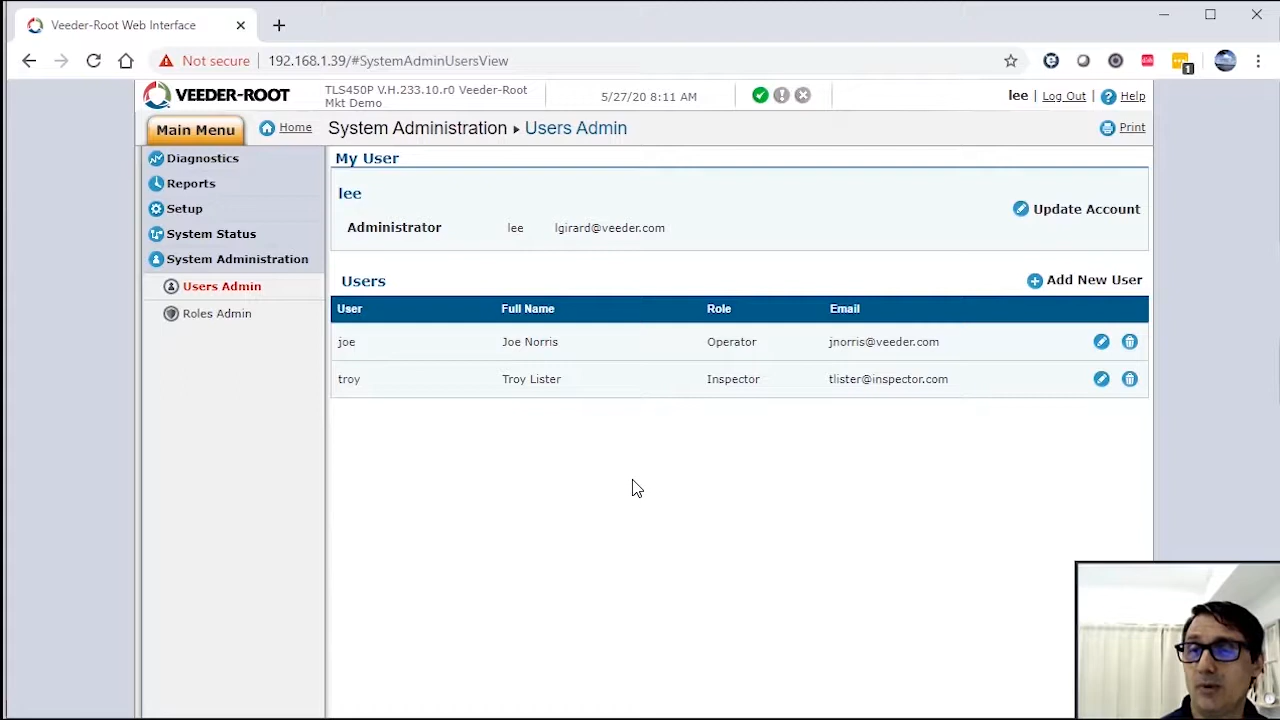 Veeder-Root Web Interface
Not secure 192.168.1.39/#SystemAdminUsersView
1
VEEDER-ROOT
TLS450P V.H.233.10.r0 Veeder-Root
Mkt Demo
5/27/20 8:11 AM
lee | Log Out | Help
Main Menu
Home
System Administration ▸ Users Admin
Print
Diagnostics
Reports
Setup
System Status
System Administration
Users Admin
Roles Admin
My User
lee
Administrator lee lgirard@veeder.com
Update Account
Users
Add New User
User Full Name Role Email
joe Joe Norris Operator jnorris@veeder.com
troy Troy Lister Inspector tlister@inspector.com